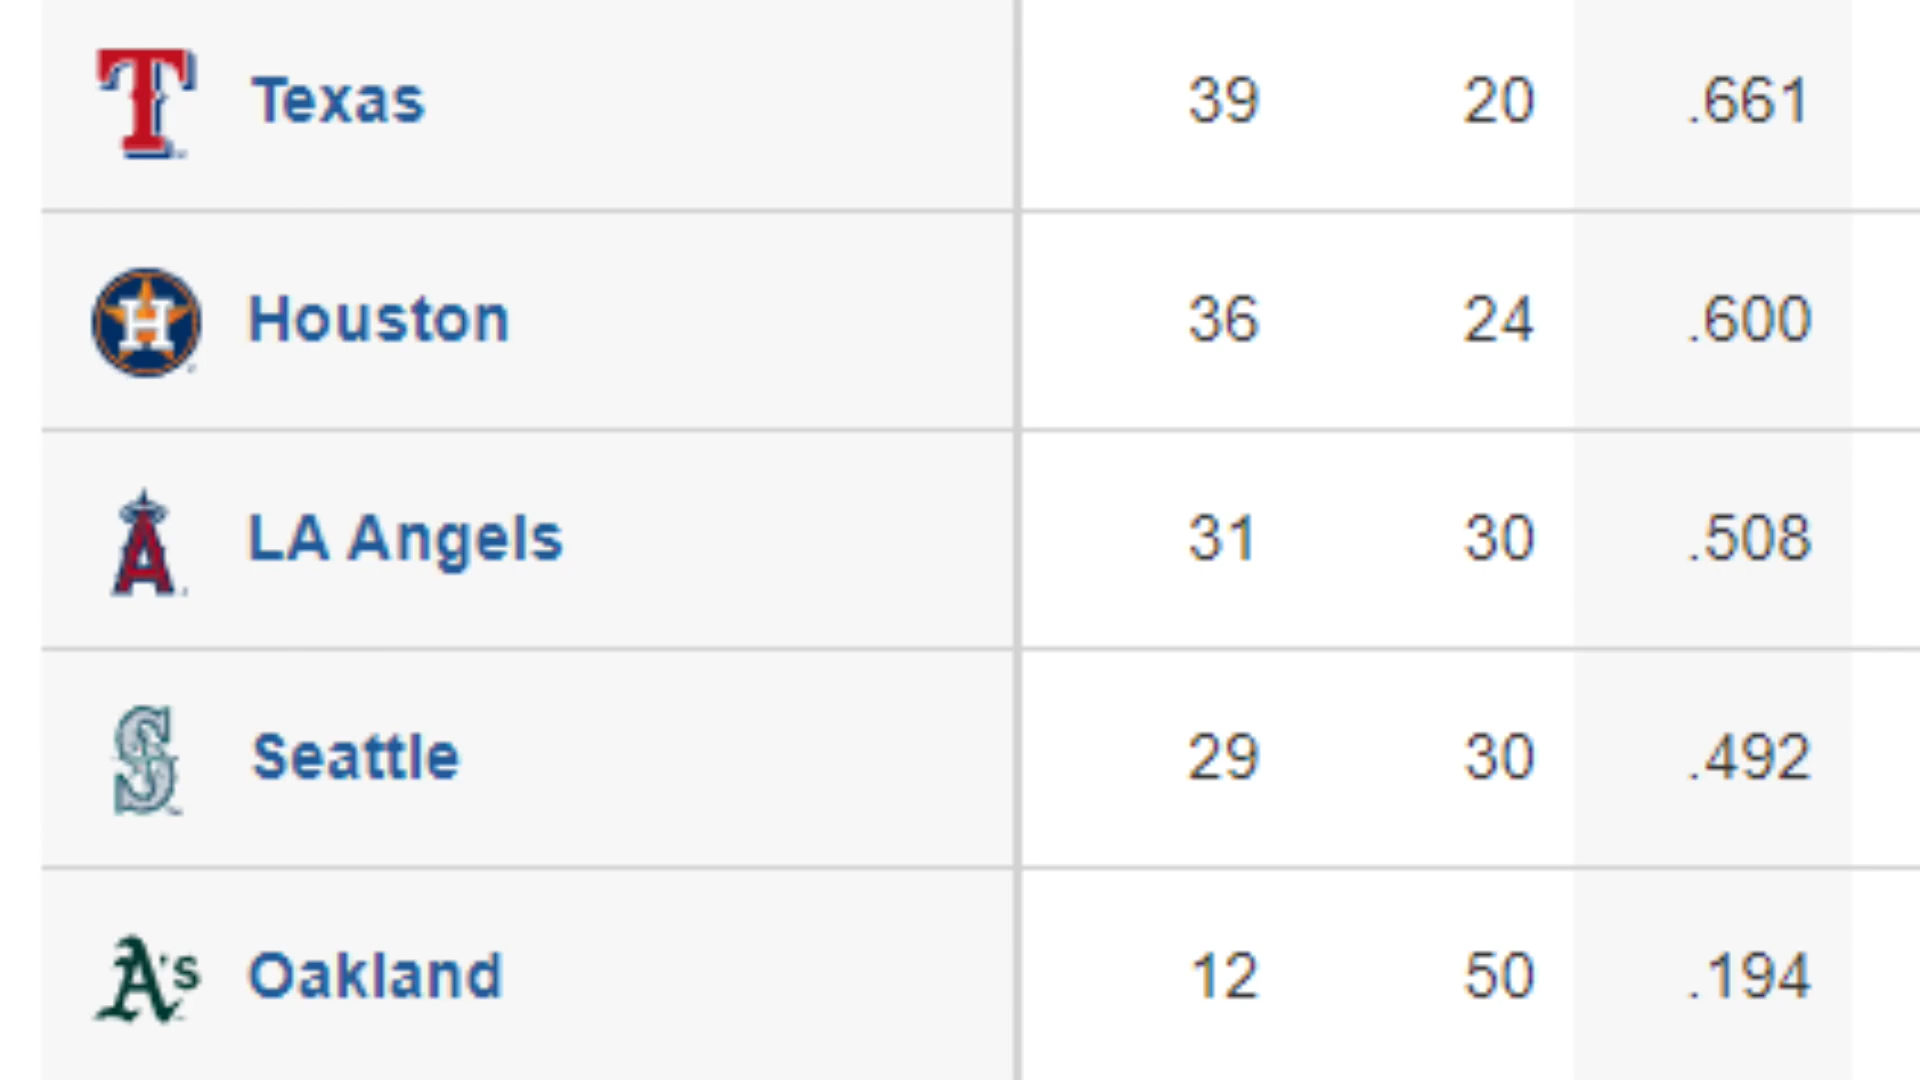 T Texas 39 20 .661
H Houston 36 24 .600
A LA Angels 31 30 .508
S Seattle 29 30 .492
A's Oakland 12 50 .194